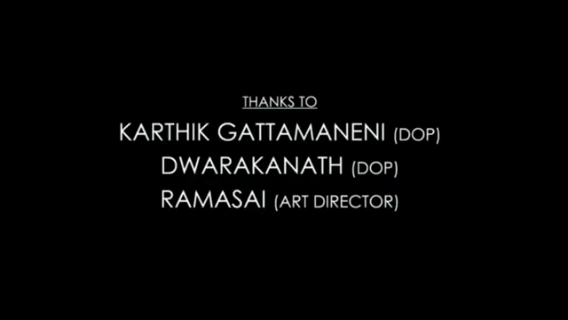 THANKS TO
KARTHIK GATTAMANENI (DOP)
DWARAKANATH (DOP)
RAMASAI (ART DIRECTOR)